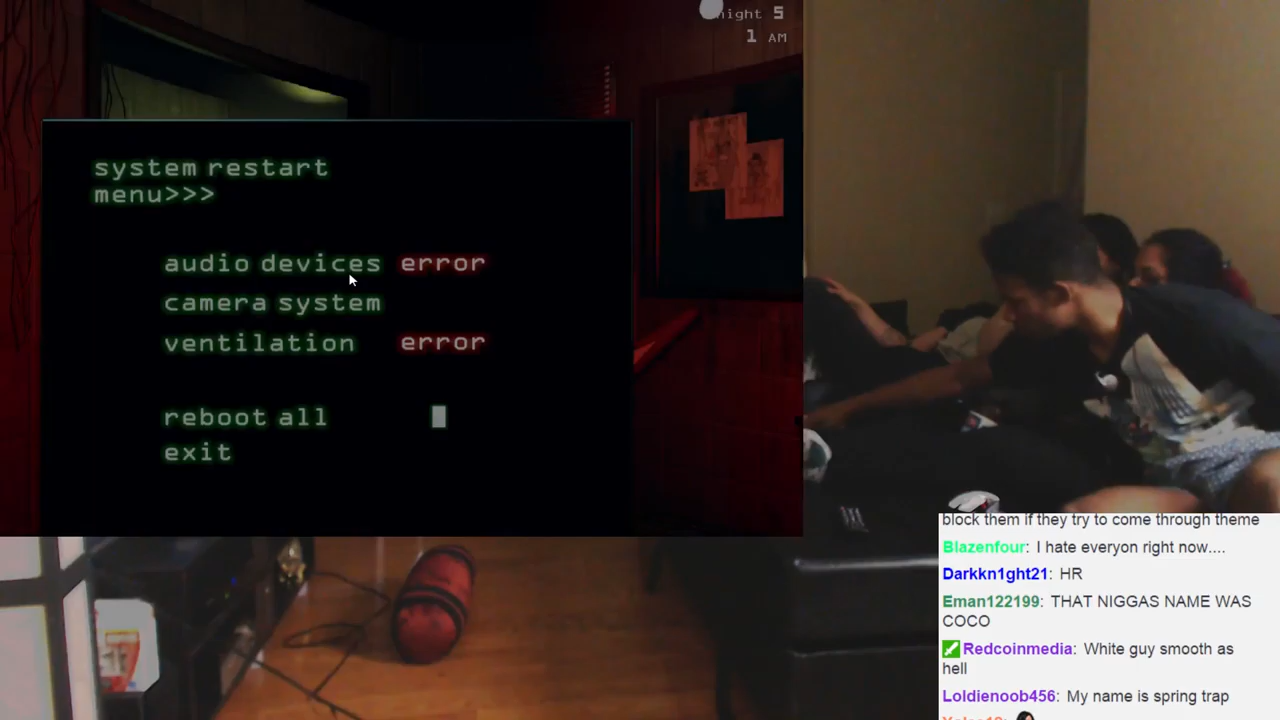 night 5
1 AM
system restart
menu>>>
audio devices error
camera system
ventilation error
reboot all
exit
block them if they try to come through theme
Blazenfour: I hate everyon right now....
Darkkn1ght21: HR
Eman122199: THAT NIGGAS NAME WAS
COCO
Redcoinmedia: White guy smooth as
hell
Loldienoob456: My name is spring trap